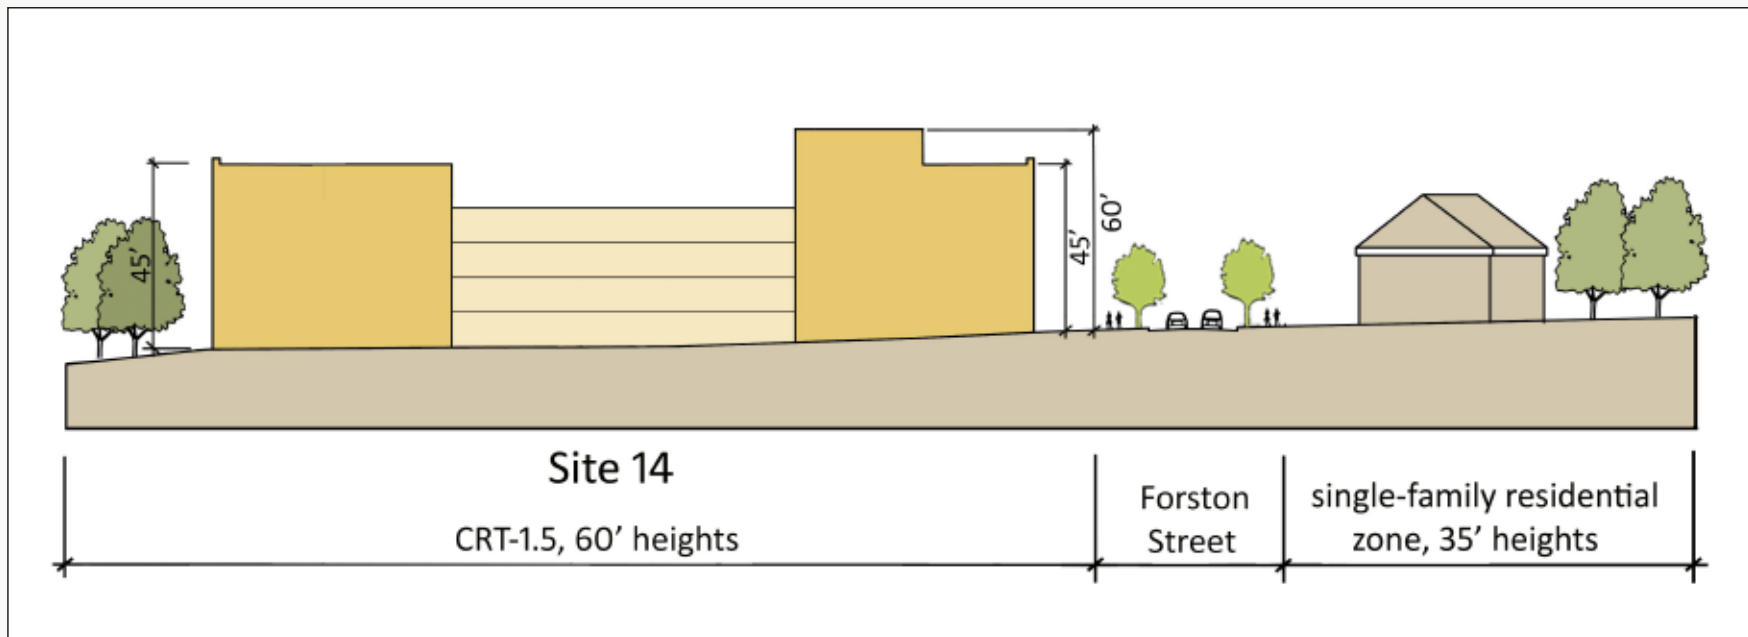 45’
45’
60’
Site 14
CRT-1.5, 60’ heights
Forston
Street
single-family residential
zone, 35’ heights